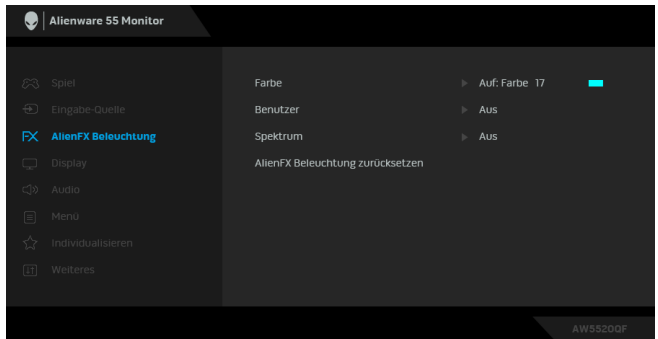 Alienware 55 Monitor
Spiel
Eingabe-Quelle
FX AlienFX Beleuchtung
Display
Audio
Menü
Individualisieren
Weiteres
Farbe Auf: Farbe 17
Benutzer Aus
Spektrum Aus
AlienFX Beleuchtung zurücksetzen
AW5520QF